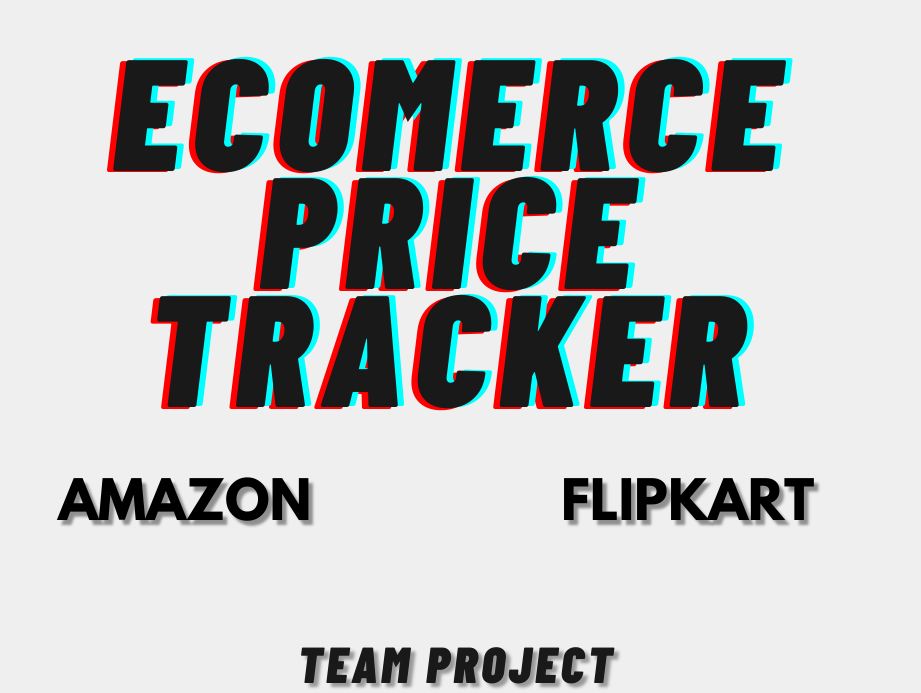 ECOMERCE
PRICE
TRACKER
AMAZON FLIPKART
TEAM PROJECT